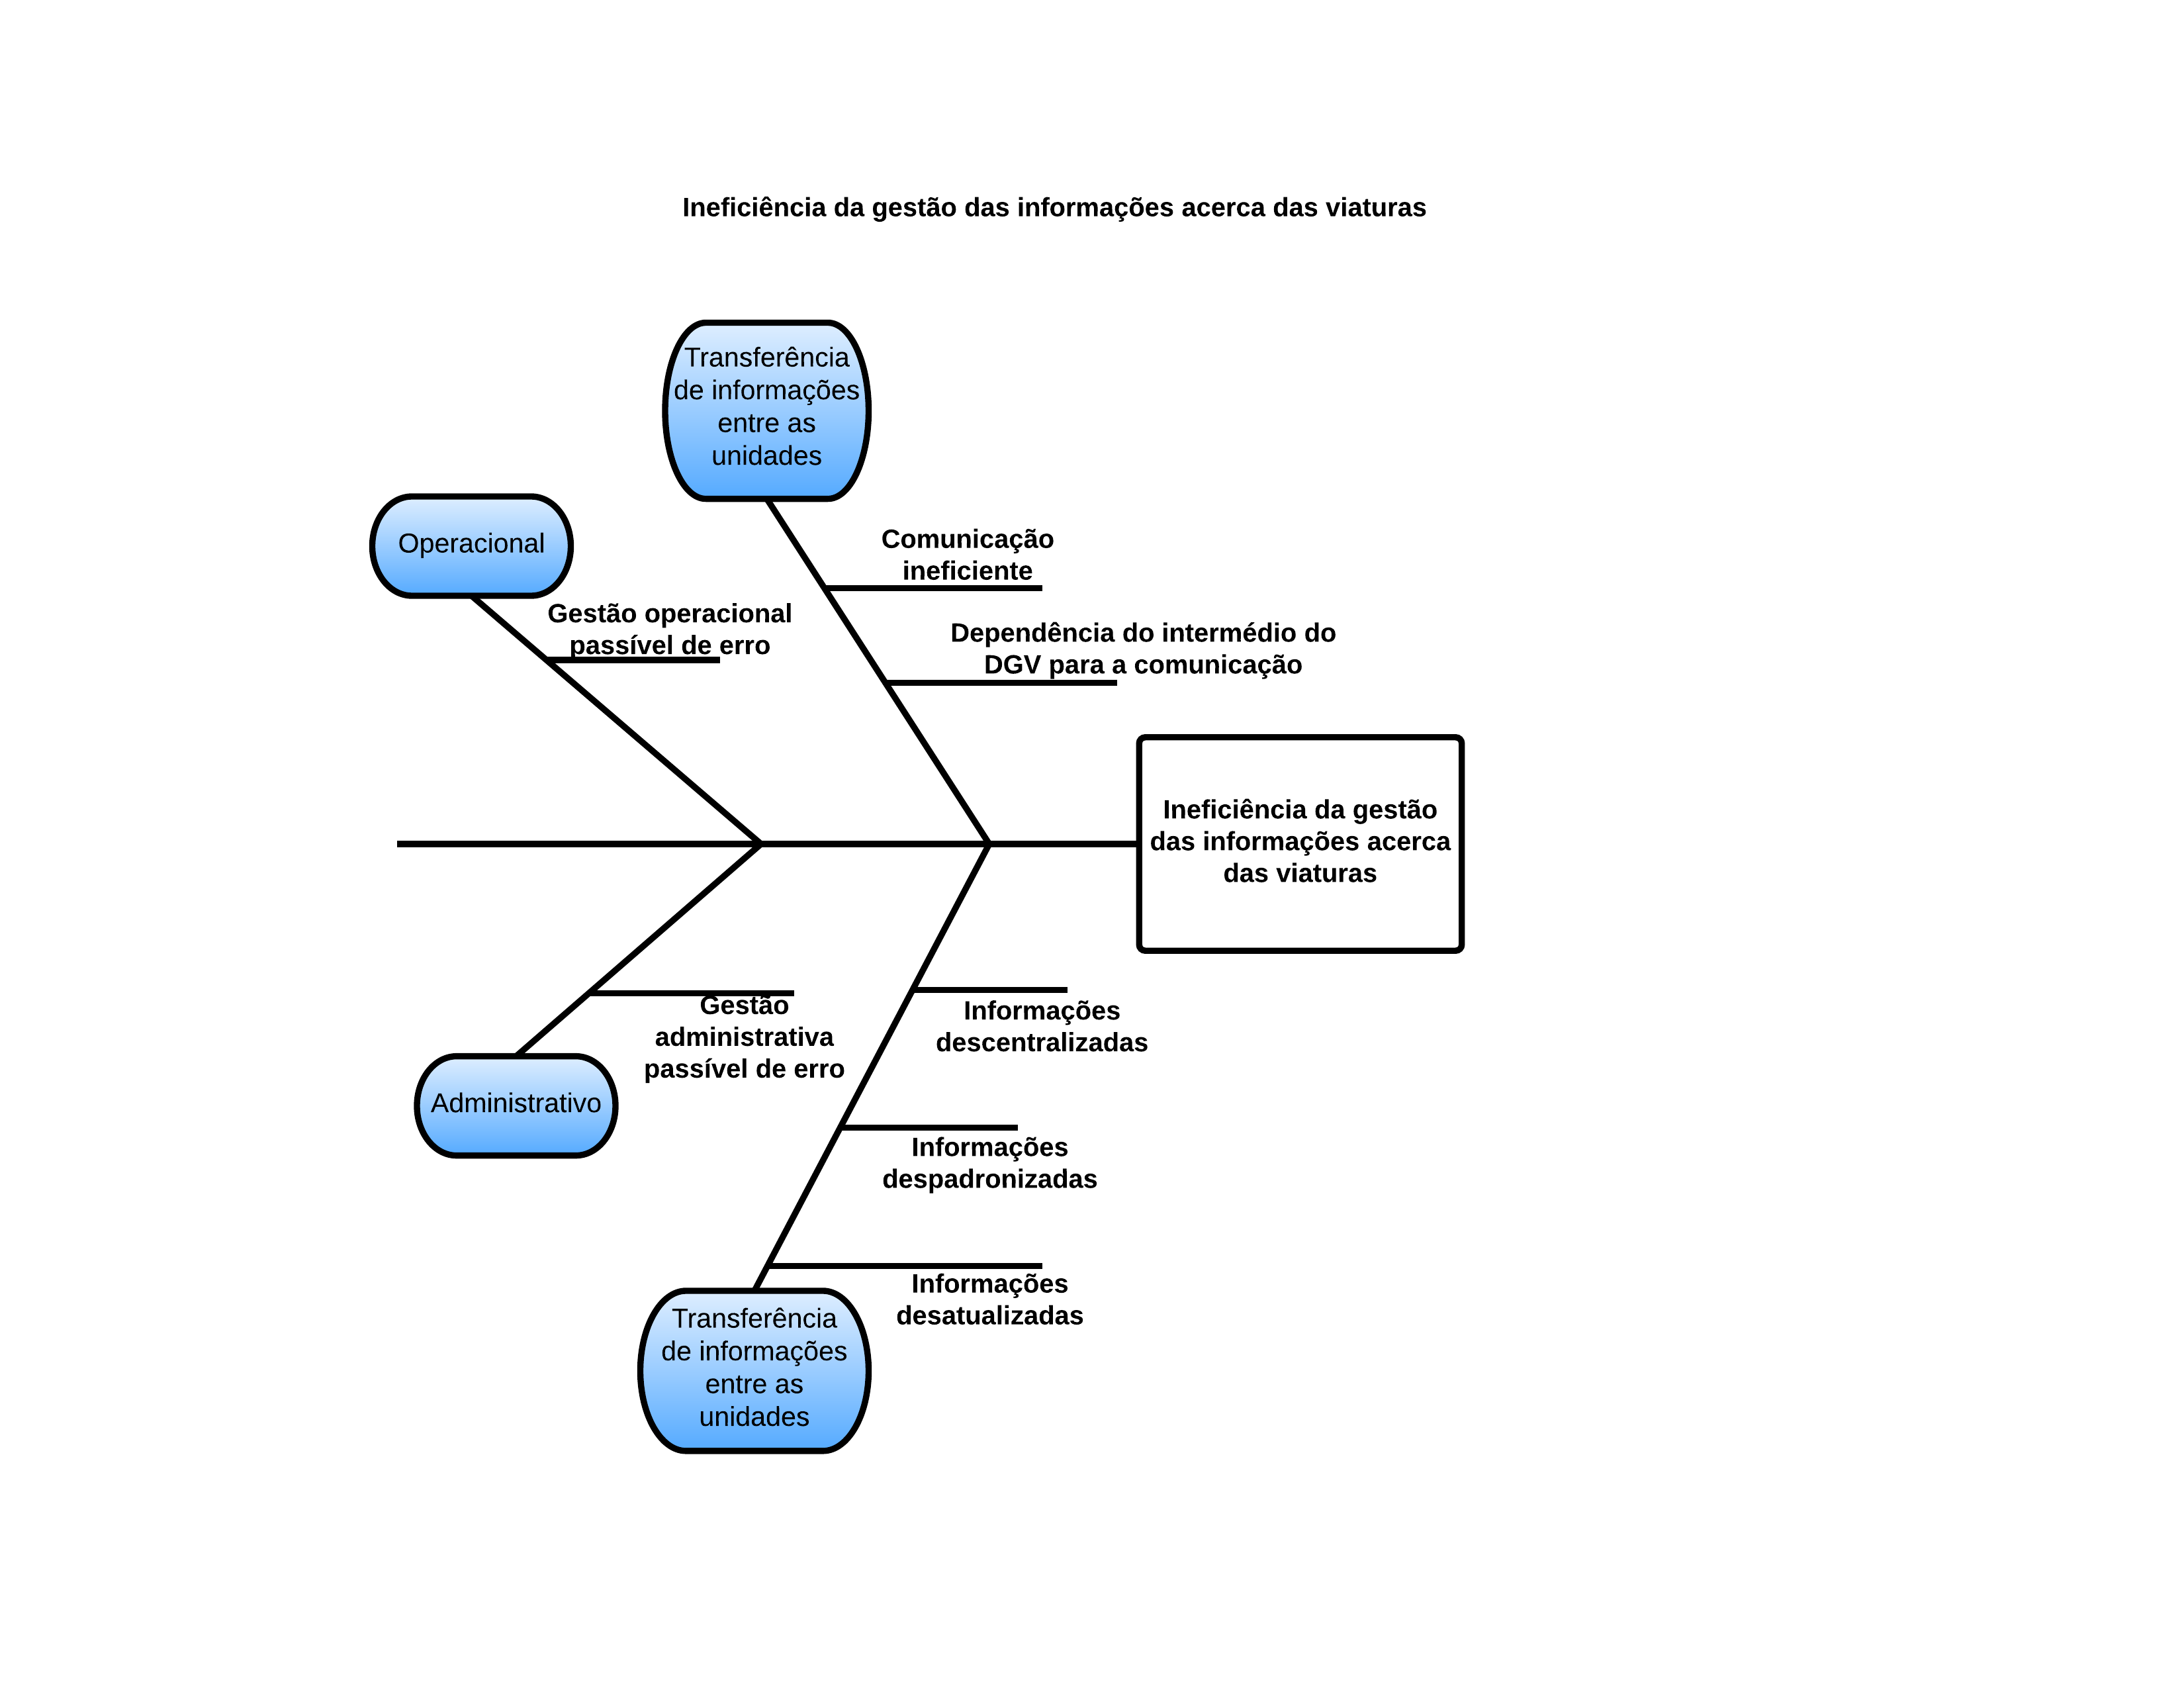 Ineficiência da gestão das informações acerca das viaturas
Transferência
de informações
entre as
unidades
Operacional
Comunicação
ineficiente
Gestão operacional
passível de erro
Dependência do intermédio do
DGV para a comunicação
Ineficiência da gestão
das informações acerca
das viaturas
Gestão
administrativa
passível de erro
Informações
descentralizadas
Administrativo
Informações
despadronizadas
Informações
desatualizadas
Transferência
de informações
entre as
unidades